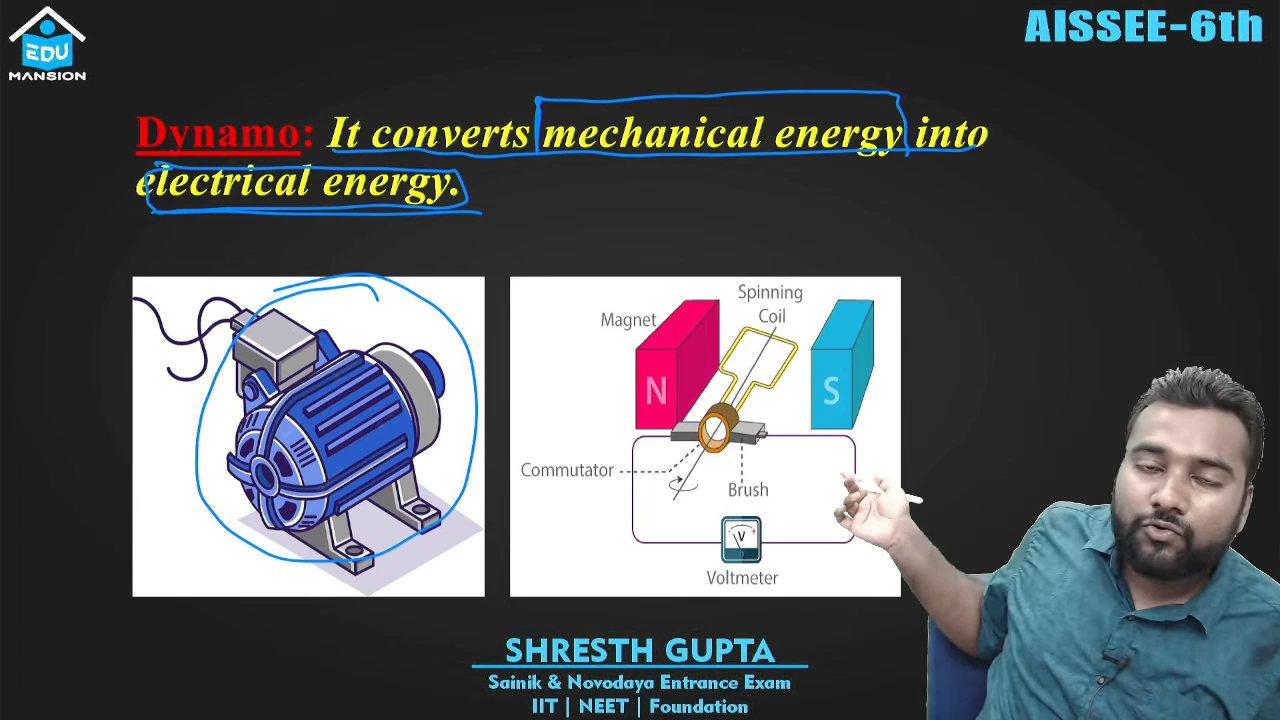 EDU
MANSION
AISSEE-6th
Dynamo: It converts mechanical energy into
electrical energy.
Magnet
Spinning
Coil
N
S
Commutator
Brush
V
Voltmeter
SHRESTH GUPTA
Sainik & Novodaya Entrance Exam
IIT | NEET | Foundation